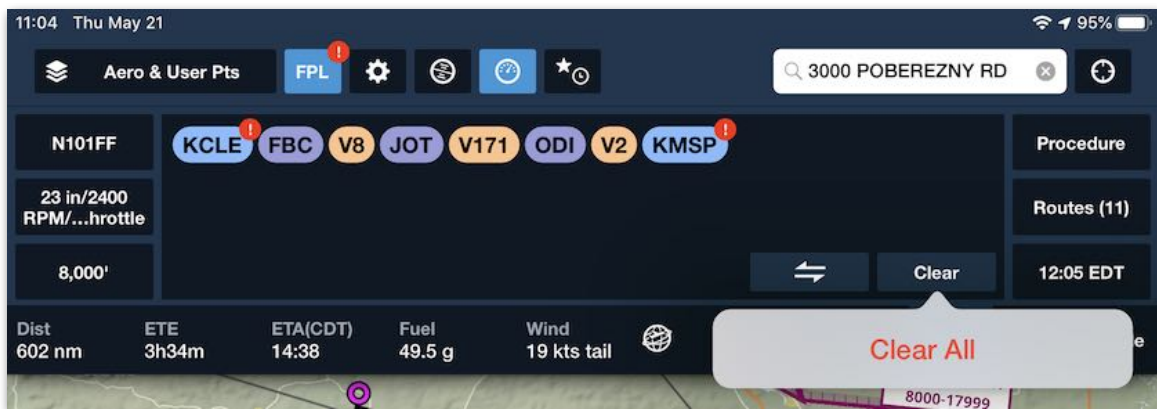 11:04 Thu May 21
95%
Aero & User Pts
FPL
!
3000 POBEREZNY RD
N101FF
KCLE ! FBC V8 JOT V171 ODI V2 KMSP !
Procedure
23 in/2400
RPM/...hrottle
Routes (11)
8,000'
Clear
12:05 EDT
Dist ETE ETA(CDT) Fuel Wind
602 nm 3h34m 14:38 49.5 g 19 kts tail
Clear All
e
8000-17999